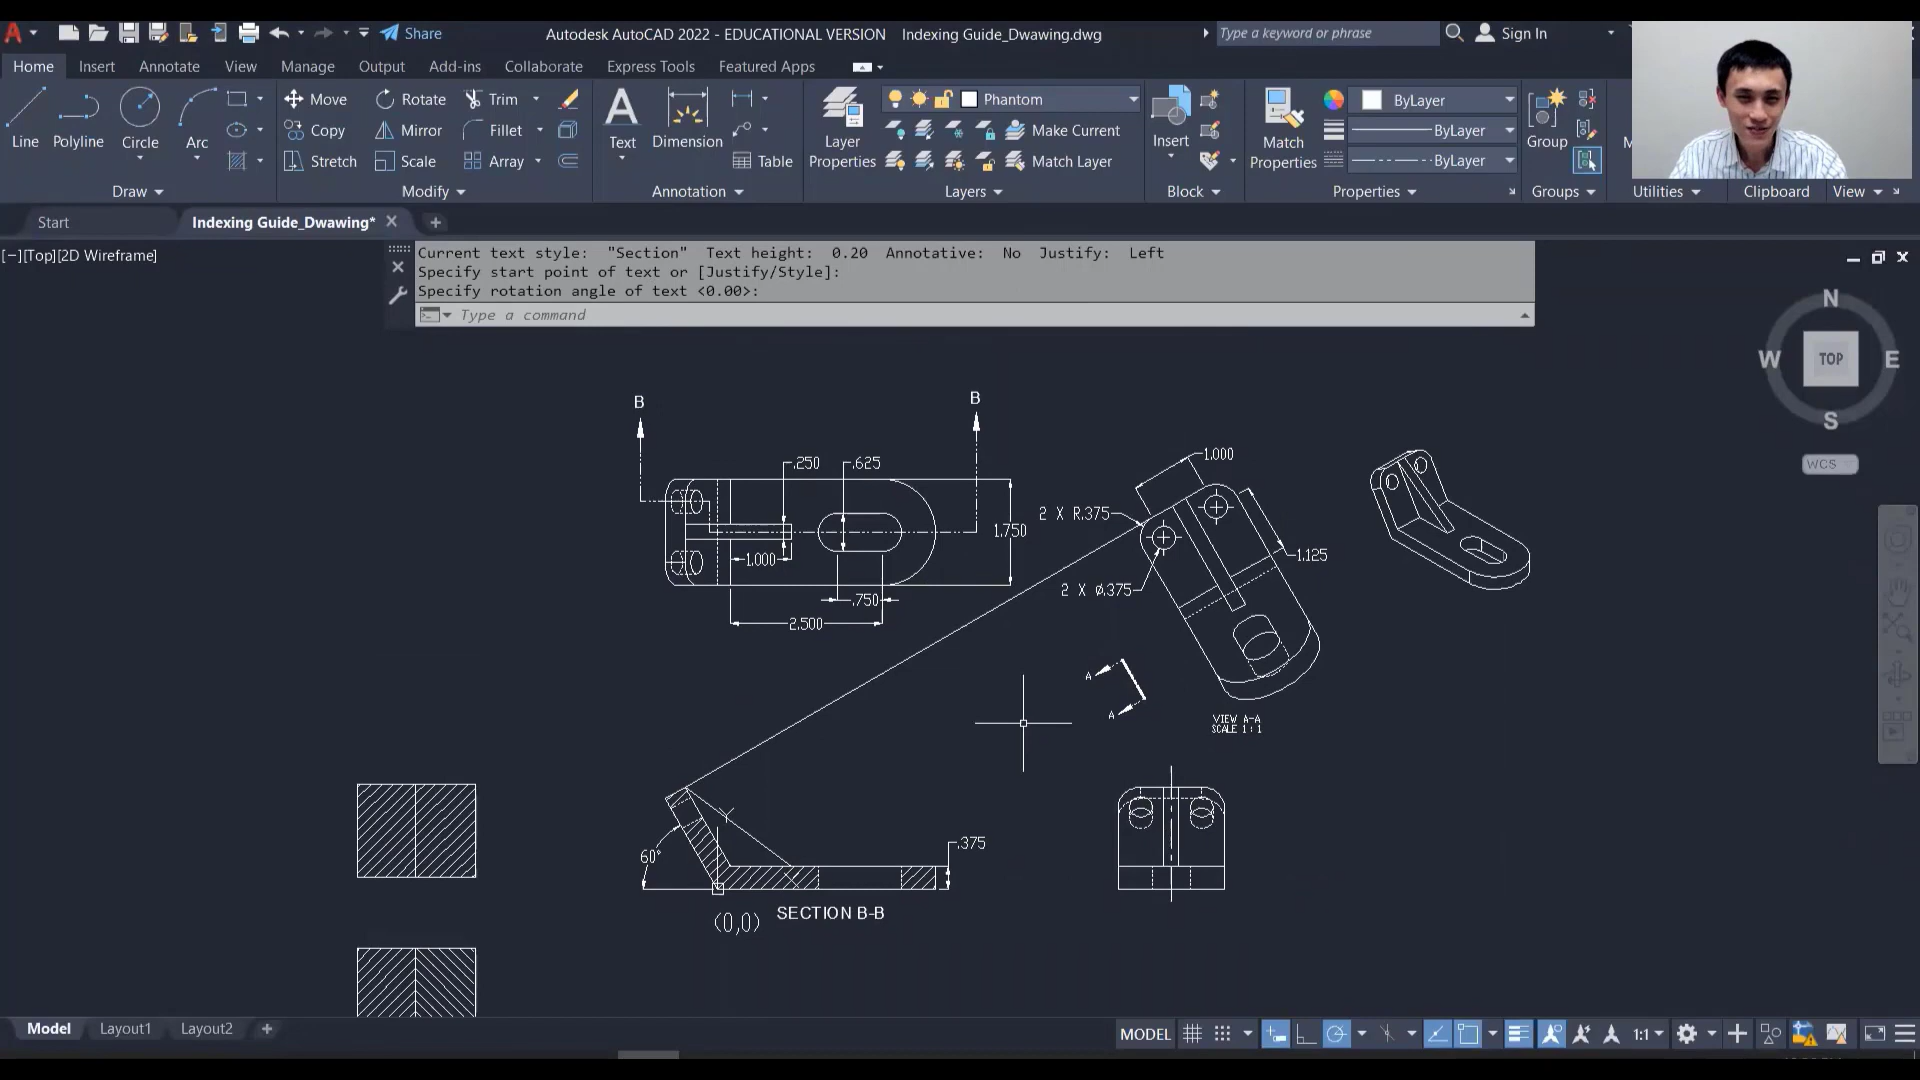 Share
Autodesk AutoCAD 2022 - EDUCATIONAL VERSION Indexing Guide_Dwawing.dwg
Type a keyword or phrase
Sign In
Home Insert Annotate View Manage Output Add-ins Collaborate Express Tools Featured Apps
Line
Polyline
Circle
Arc
Draw
Move
Rotate
Trim
Copy
Mirror
Fillet
Stretch
Scale
Array
Modify
Text
Dimension
Table
Annotation
Layer Properties
Phantom
Make Current
Match Layer
Layers
Insert
Block
Match Properties
ByLayer
ByLayer
ByLayer
Properties
Group
Groups
Utilities
Clipboard
View
Start
Indexing Guide_Dwawing*
[−][Top][2D Wireframe]
Current text style: "Section" Text height: 0.20 Annotative: No Justify: Left
Specify start point of text or [Justify/Style]:
Specify rotation angle of text <0.00>:
Type a command
N
W TOP E
S
WCS
B
B
.250
.625
1.000
1.750
.750
2.500
1.000
2 X R.375
1.125
2 X Ø.375
A
A
VIEW A-A
SCALE 1:1
60°
.375
(0,0)
SECTION B-B
Model
Layout1
Layout2
MODEL
1:1